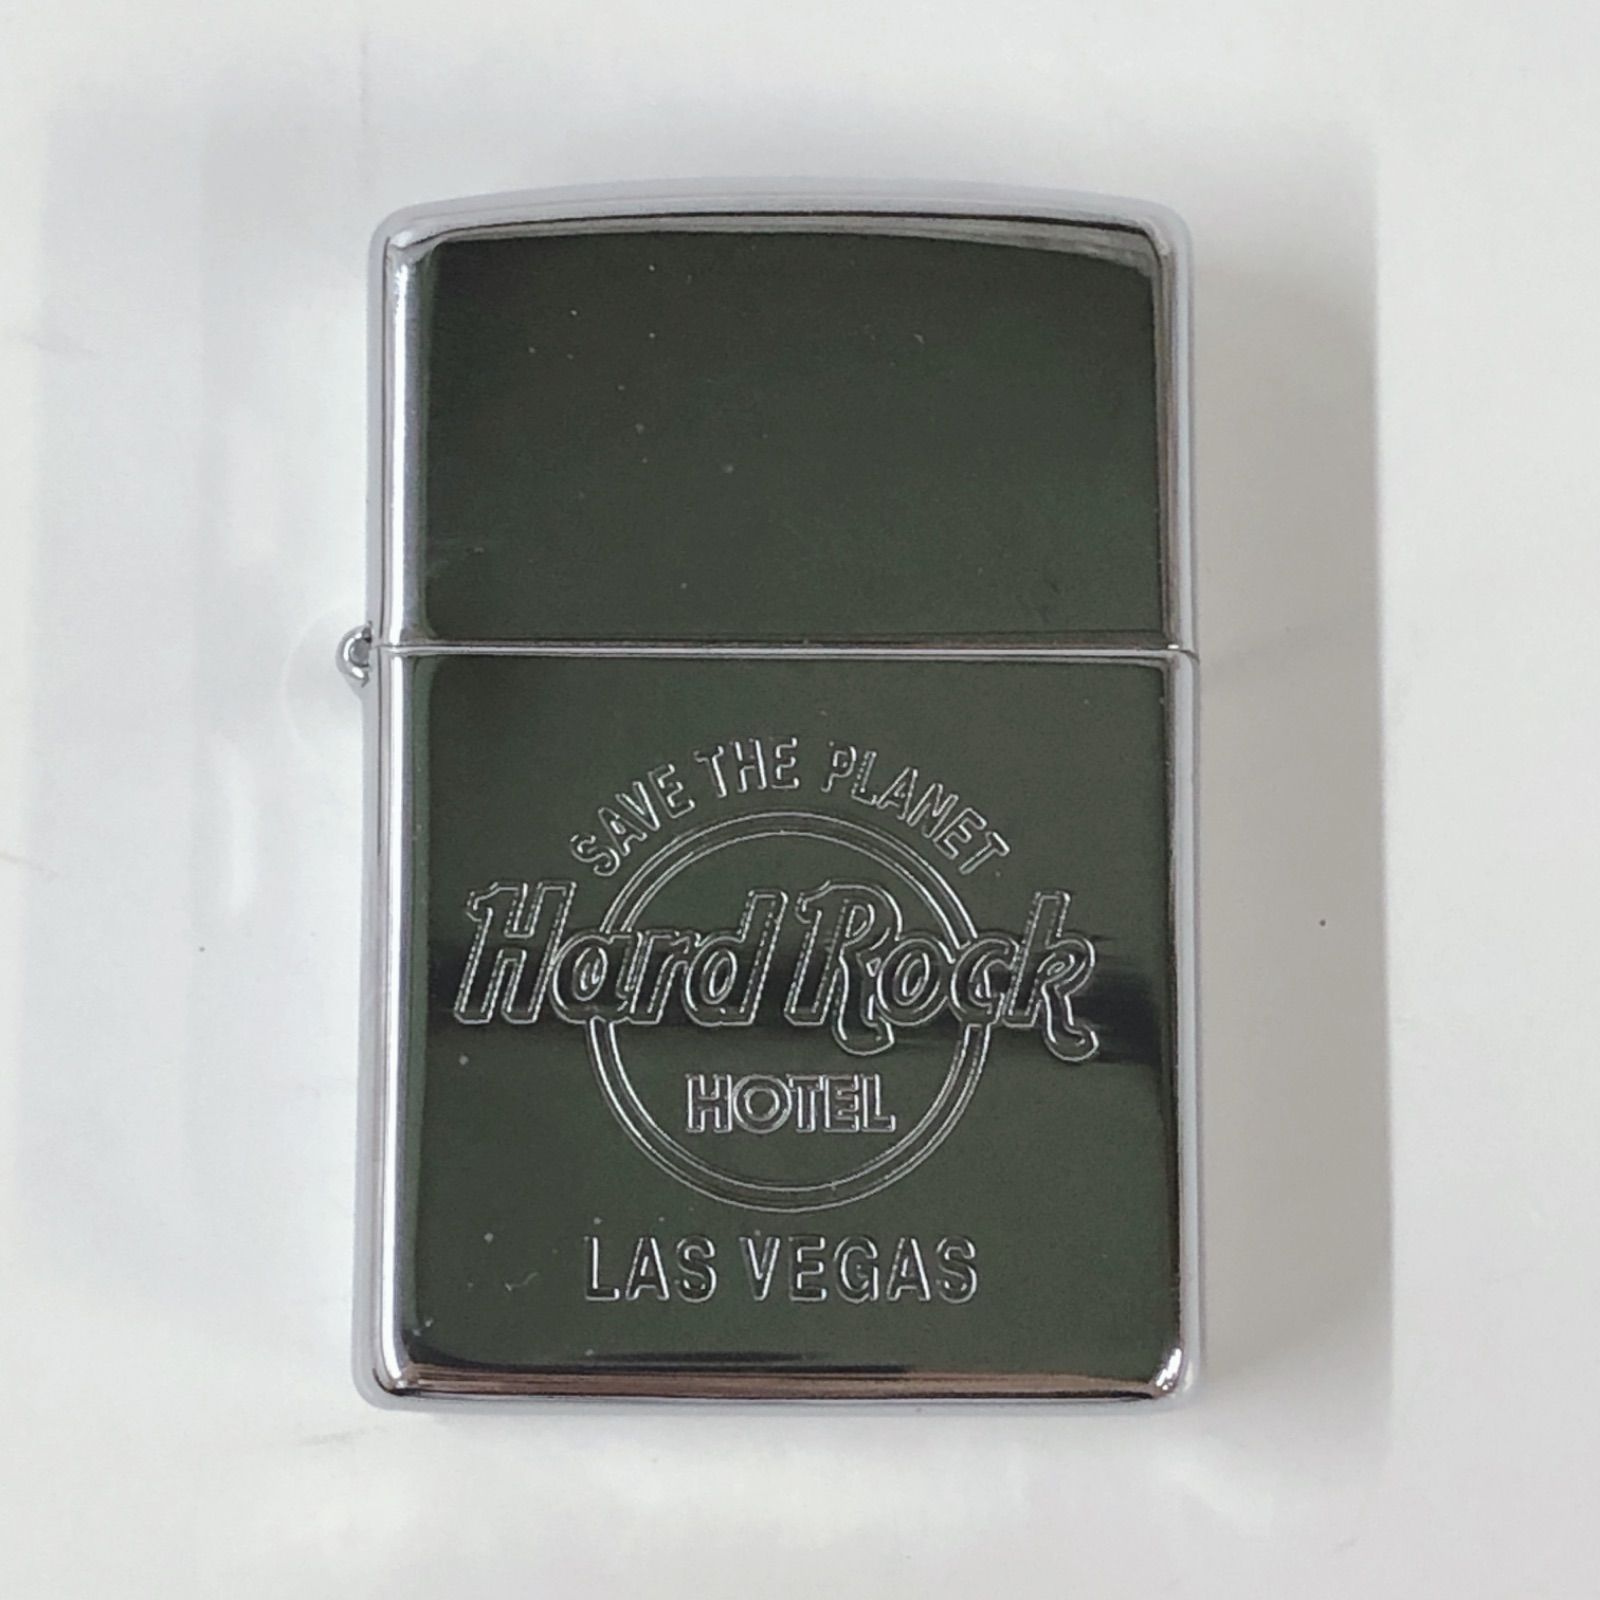 SAVE THE PLANET
Hard Rock
HOTEL
LAS VEGAS